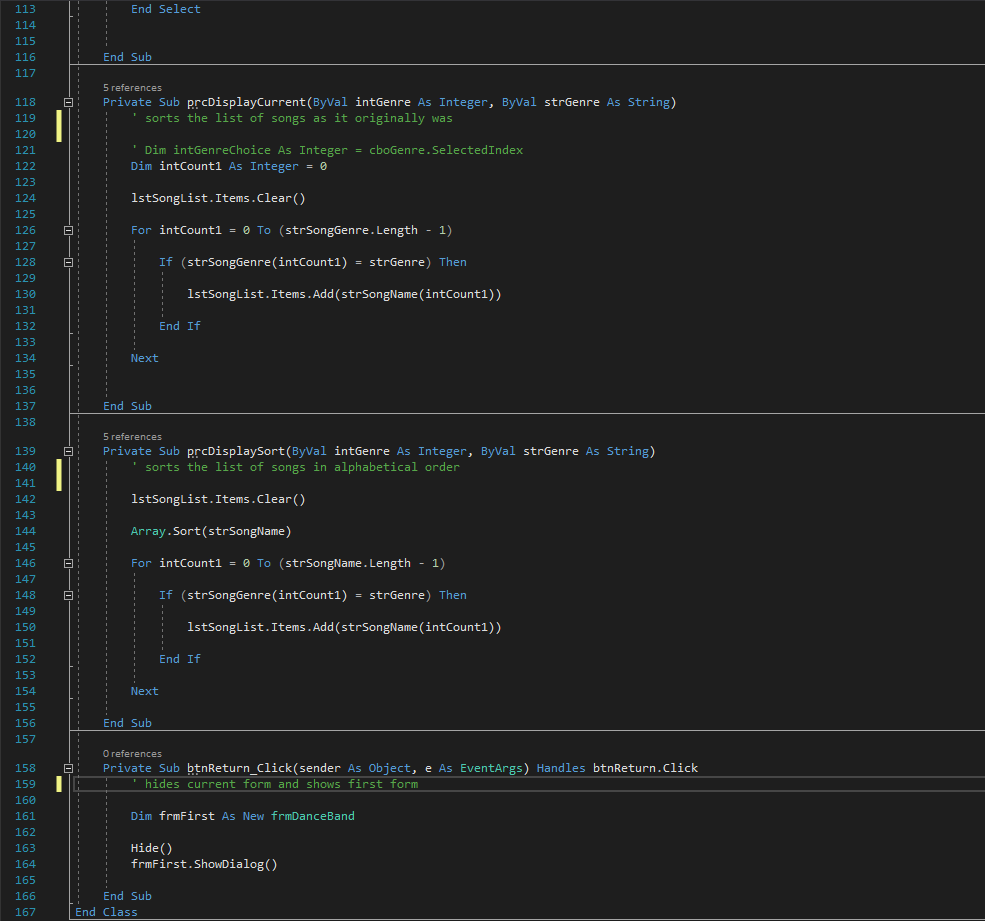 113 End Select
114
115
116 End Sub
117
5 references
118 Private Sub prcDisplayCurrent(ByVal intGenre As Integer, ByVal strGenre As String)
119 ' sorts the list of songs as it originally was
120
121 ' Dim intGenreChoice As Integer = cboGenre.SelectedIndex
122 Dim intCount1 As Integer = 0
123
124 lstSongList.Items.Clear()
125
126 For intCount1 = 0 To (strSongGenre.Length - 1)
127
128 If (strSongGenre(intCount1) = strGenre) Then
129
130 lstSongList.Items.Add(strSongName(intCount1))
131
132 End If
133
134 Next
135
136
137 End Sub
138
5 references
139 Private Sub prcDisplaySort(ByVal intGenre As Integer, ByVal strGenre As String)
140 ' sorts the list of songs in alphabetical order
141
142 lstSongList.Items.Clear()
143
144 Array.Sort(strSongName)
145
146 For intCount1 = 0 To (strSongName.Length - 1)
147
148 If (strSongGenre(intCount1) = strGenre) Then
149
150 lstSongList.Items.Add(strSongName(intCount1))
151
152 End If
153
154 Next
155
156 End Sub
157
0 references
158 Private Sub btnReturn_Click(sender As Object, e As EventArgs) Handles btnReturn.Click
159 ' hides current form and shows first form
160
161 Dim frmFirst As New frmDanceBand
162
163 Hide()
164 frmFirst.ShowDialog()
165
166 End Sub
167 End Class